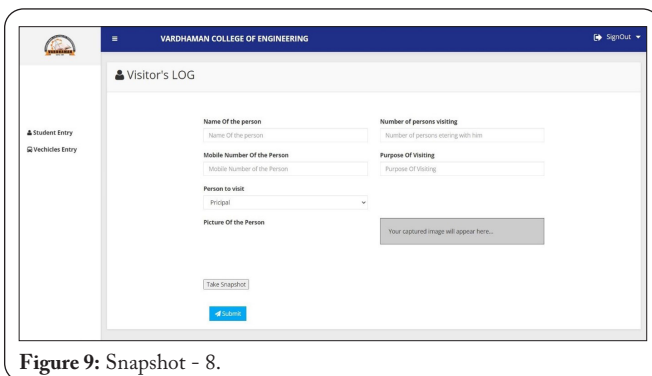 VARDHAMAN COLLEGE OF ENGINEERING
SignOut
Visitor's LOG
Student Entry
Vechicles Entry
Name Of the person
Name Of the person
Number of persons visiting
Number of persons etering with him
Mobile Number Of the Person
Mobile Number of the Person
Purpose Of Visiting
Purpose Of Visiting
Person to visit
Pricipal
Picture Of the Person
Your captured image will appear here...
Take Snapshot
Submit
Figure 9: Snapshot - 8.